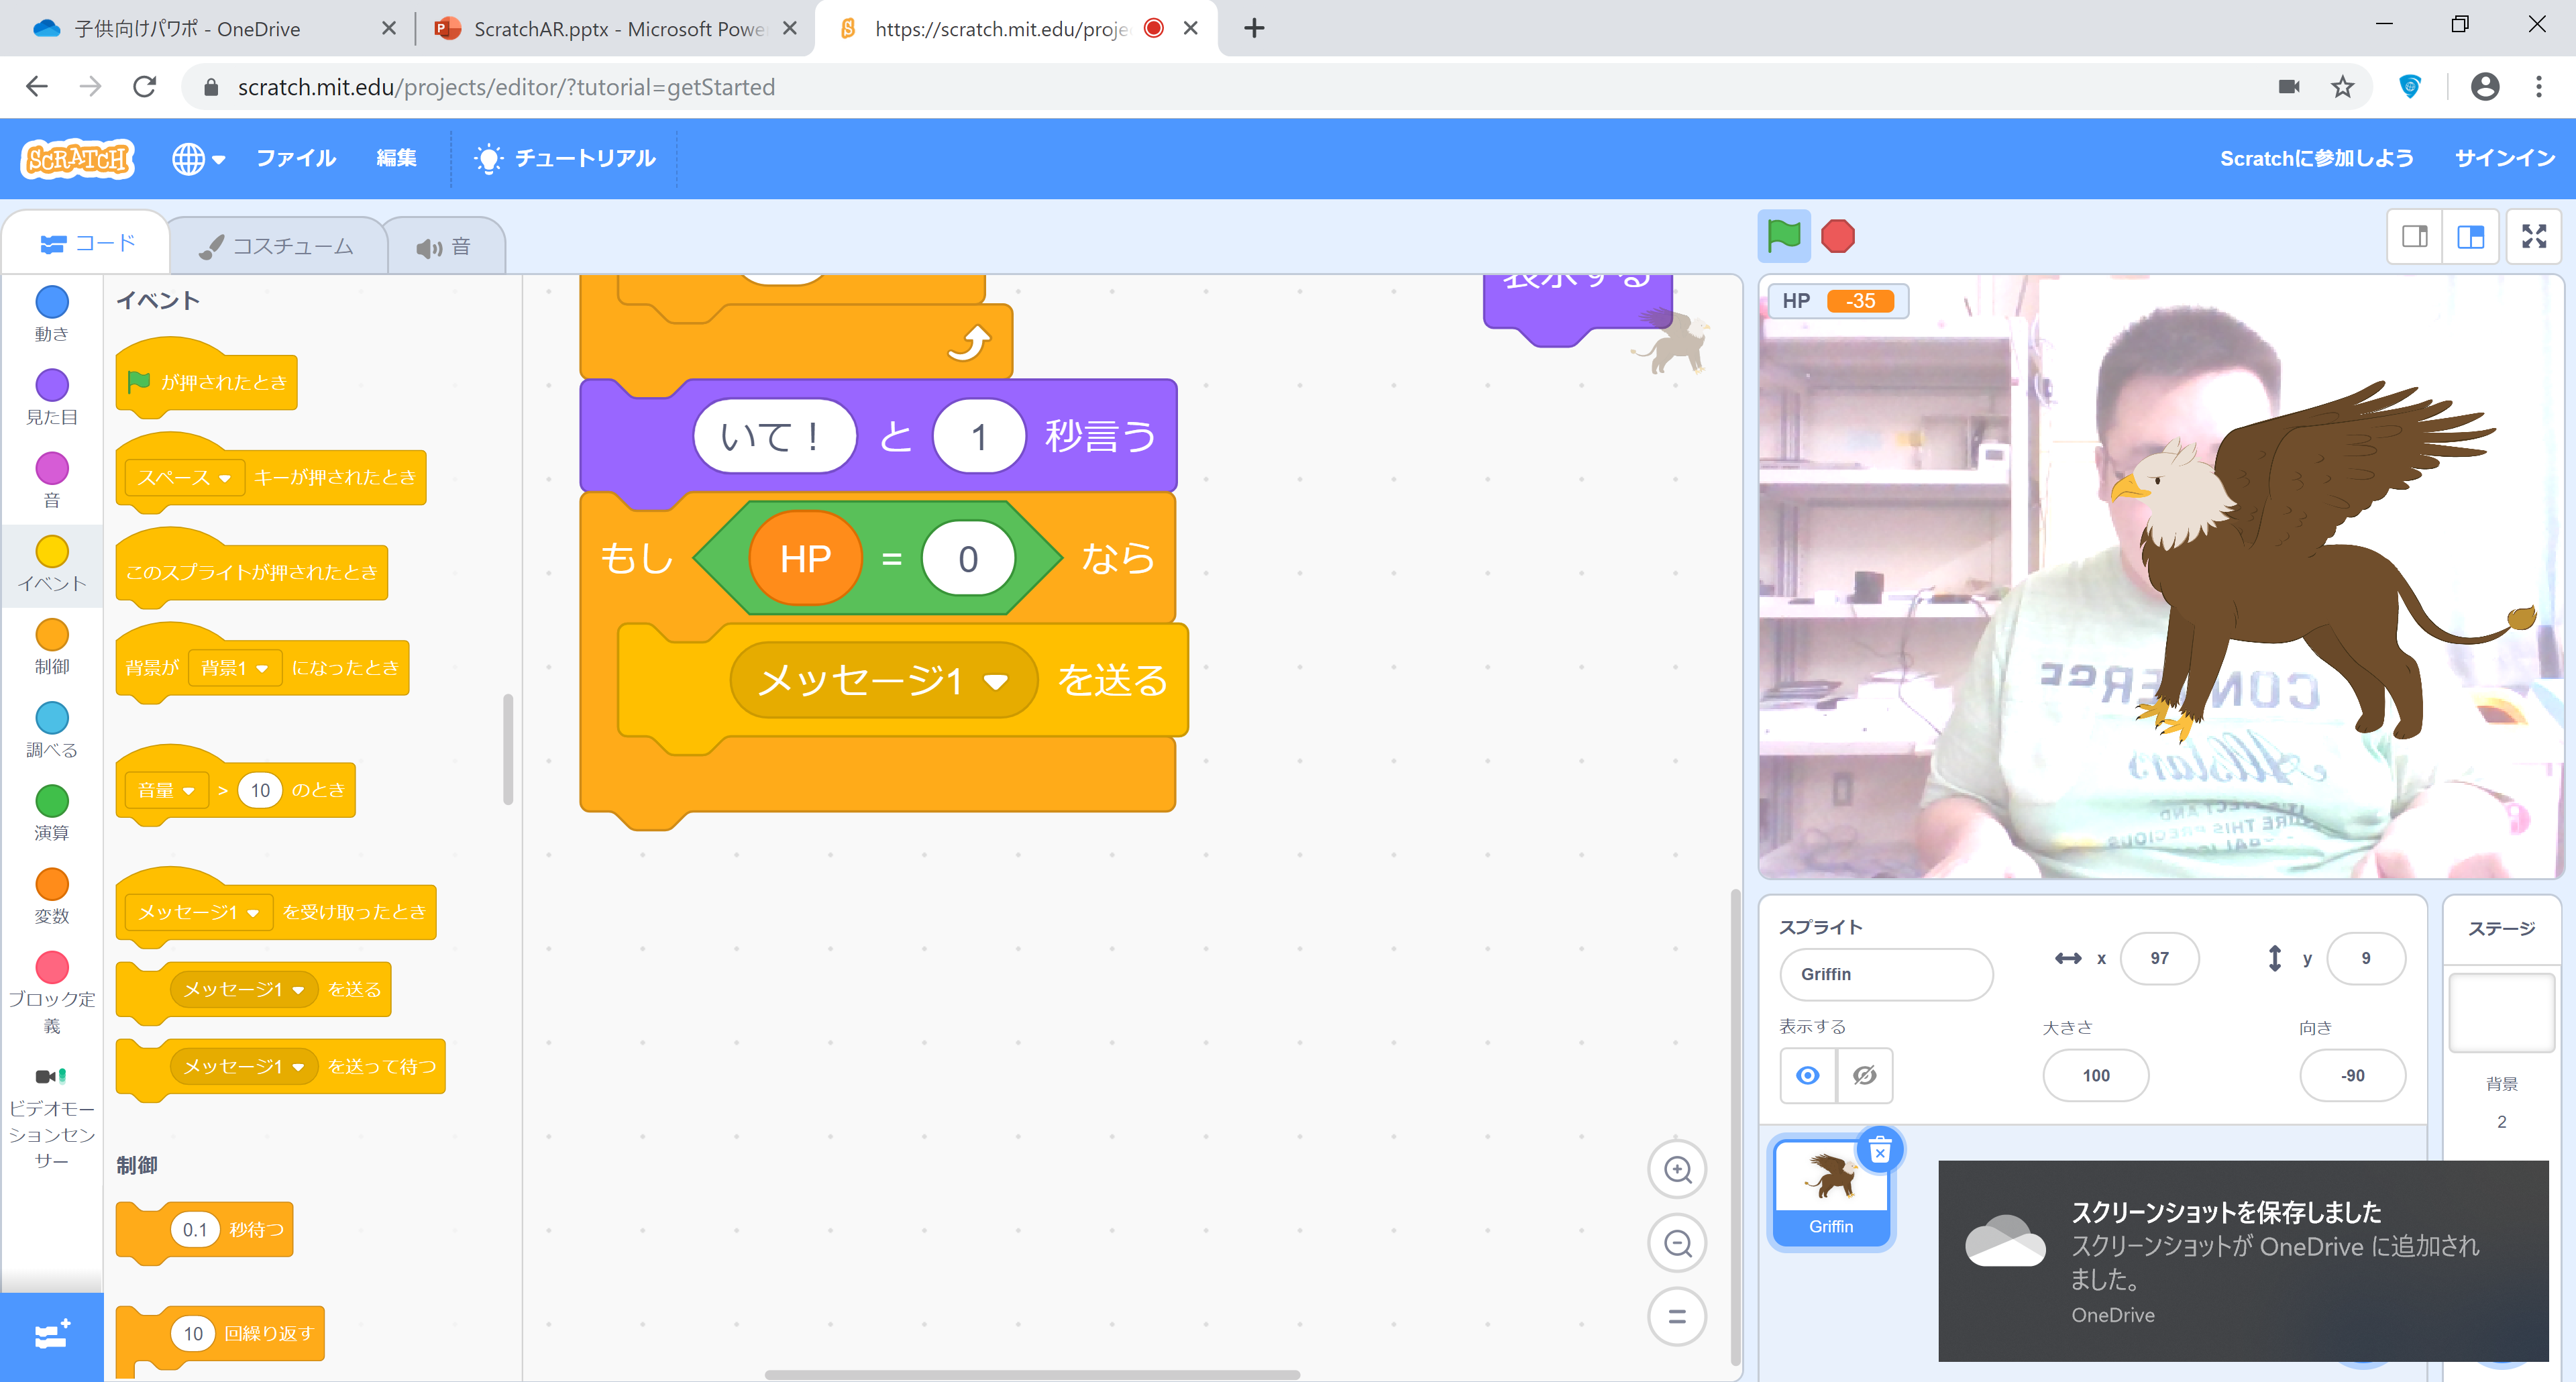 子供向けパワポ - OneDrive
ScratchAR.pptx - Microsoft Powe
https://scratch.mit.edu/proje
scratch.mit.edu/projects/editor/?tutorial=getStarted
SCRATCH
ファイル
編集
チュートリアル
Scratchに参加しよう
サインイン
コード
コスチューム
音
動き
見た目
音
イベント
制御
調べる
演算
変数
ブロック定
義
ビデオモー
ションセン
サー
イベント
が押されたとき
スペース キーが押されたとき
このスプライトが押されたとき
背景が 背景1 になったとき
音量 > 10 のとき
メッセージ1 を受け取ったとき
メッセージ1 を送る
メッセージ1 を送って待つ
制御
0.1 秒待つ
10 回繰り返す
表示する
いて！ と 1 秒言う
もし HP = 0 なら
メッセージ1 を送る
HP -35
スプライト
Griffin
x 97
y 9
表示する
大きさ
100
向き
-90
Griffin
ステージ
背景
2
スクリーンショットを保存しました
スクリーンショットが OneDrive に追加され
ました。
OneDrive